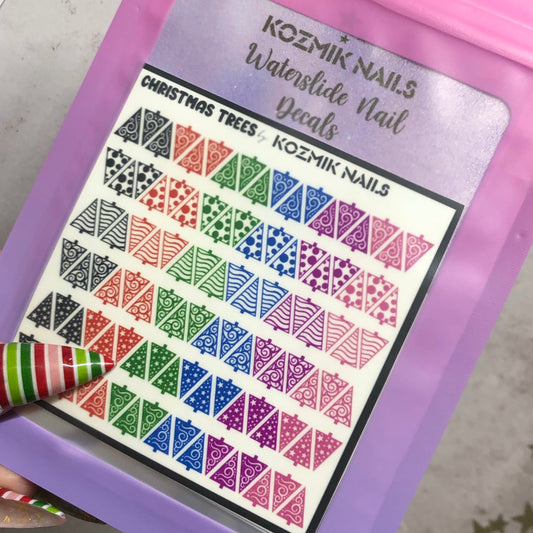 KOZMIK NAILS
Waterslide Nail
Decals
CHRISTMAS TREES by KOZMIK NAILS